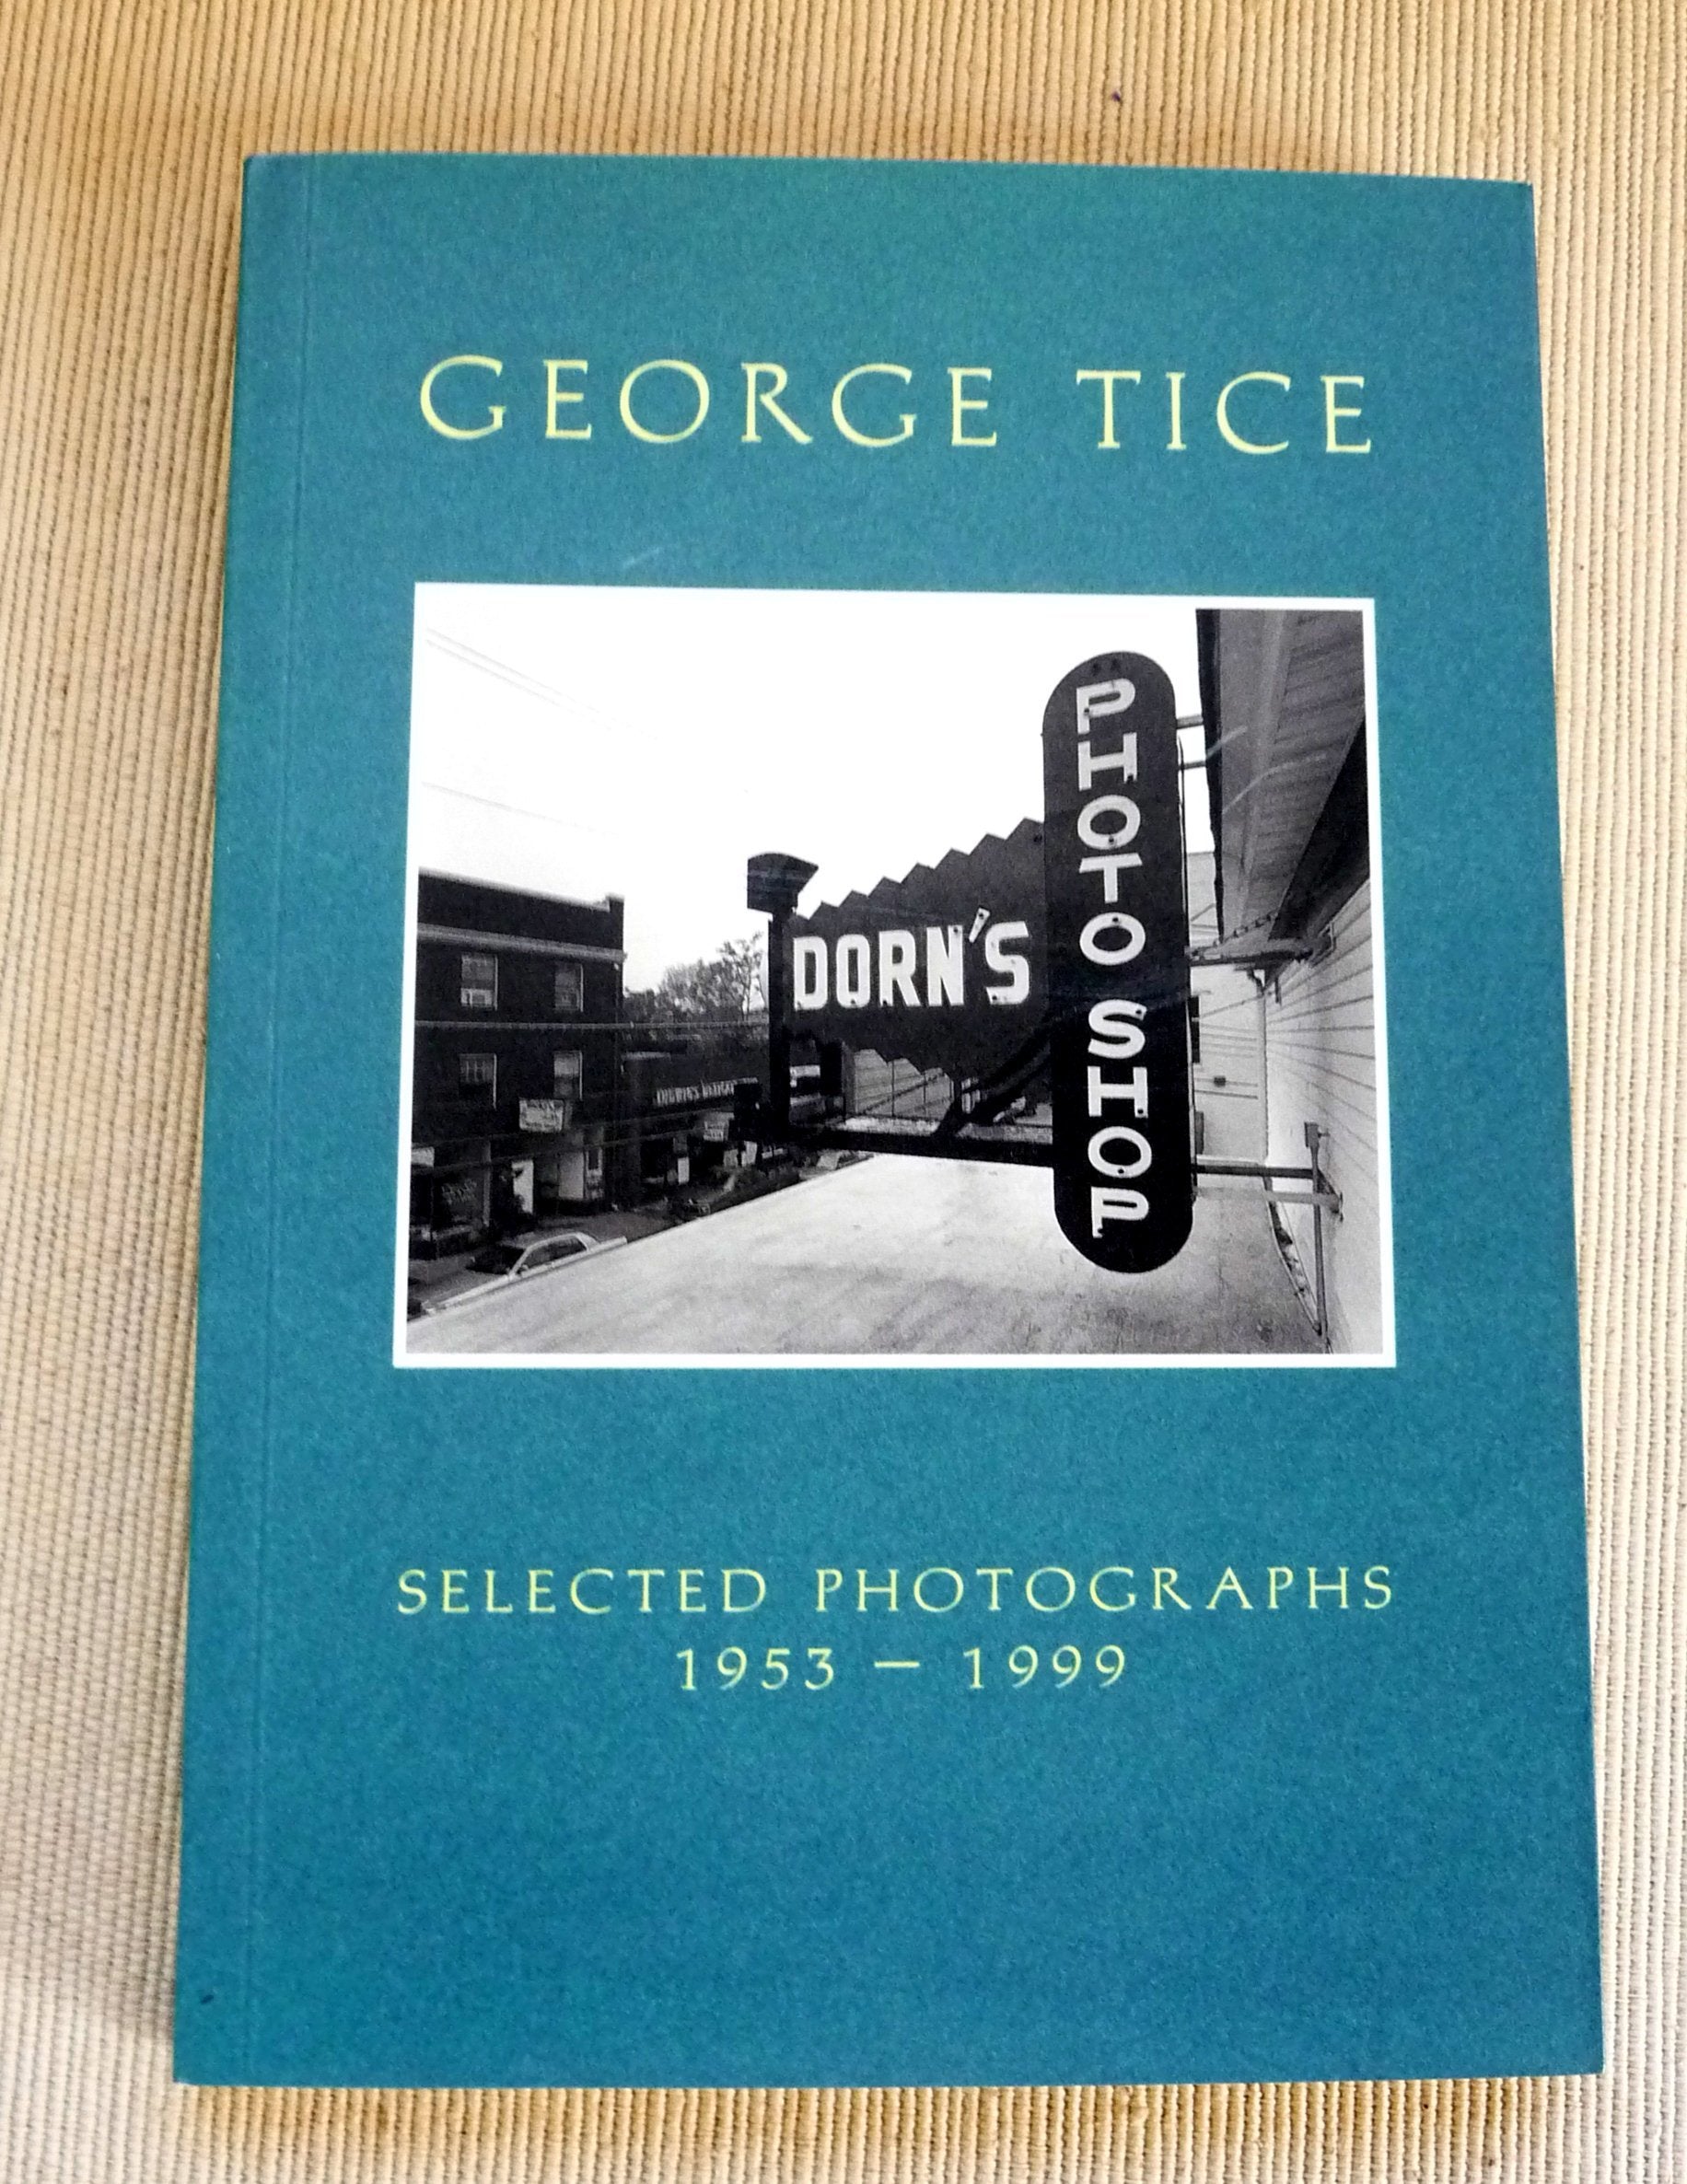 GEORGE TICE
PHOTO SHOP
DORN'S
SELECTED PHOTOGRAPHS
1953 — 1999